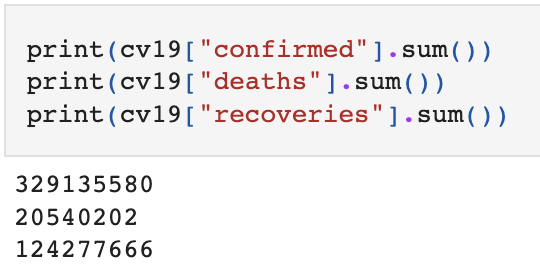 print(cv19["confirmed"].sum())
print(cv19["deaths"].sum())
print(cv19["recoveries"].sum())
329135580
20540202
124277666